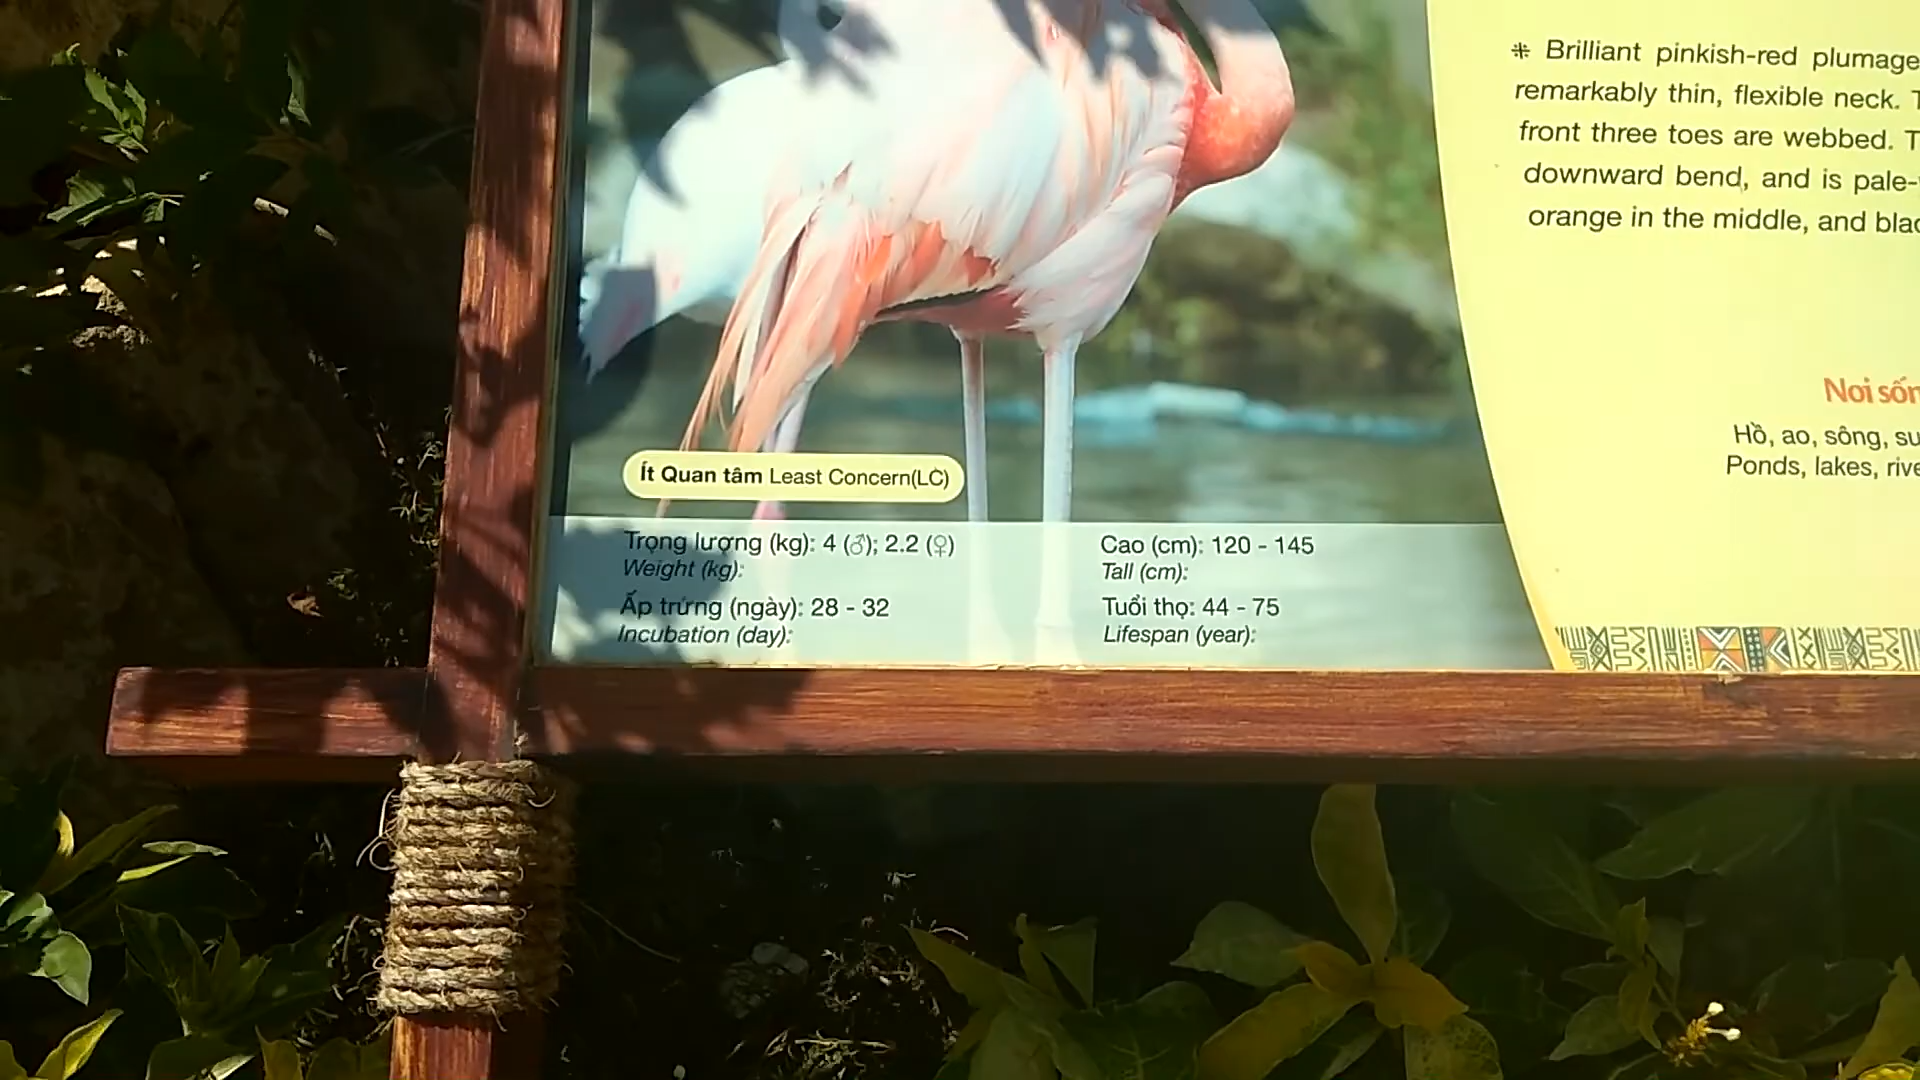 Ít Quan tâm Least Concern(LC)
Trọng lượng (kg): 4 (♂); 2.2 (♀)
Weight (kg):
Ấp trứng (ngày): 28 - 32
Incubation (day):
Cao (cm): 120 - 145
Tall (cm):
Tuổi thọ: 44 - 75
Lifespan (year):
⁜ Brilliant pinkish-red plumage
remarkably thin, flexible neck.
front three toes are webbed.
downward bend, and is pale-
orange in the middle, and
Nơi
Hồ, ao, sông,
Ponds, lakes,